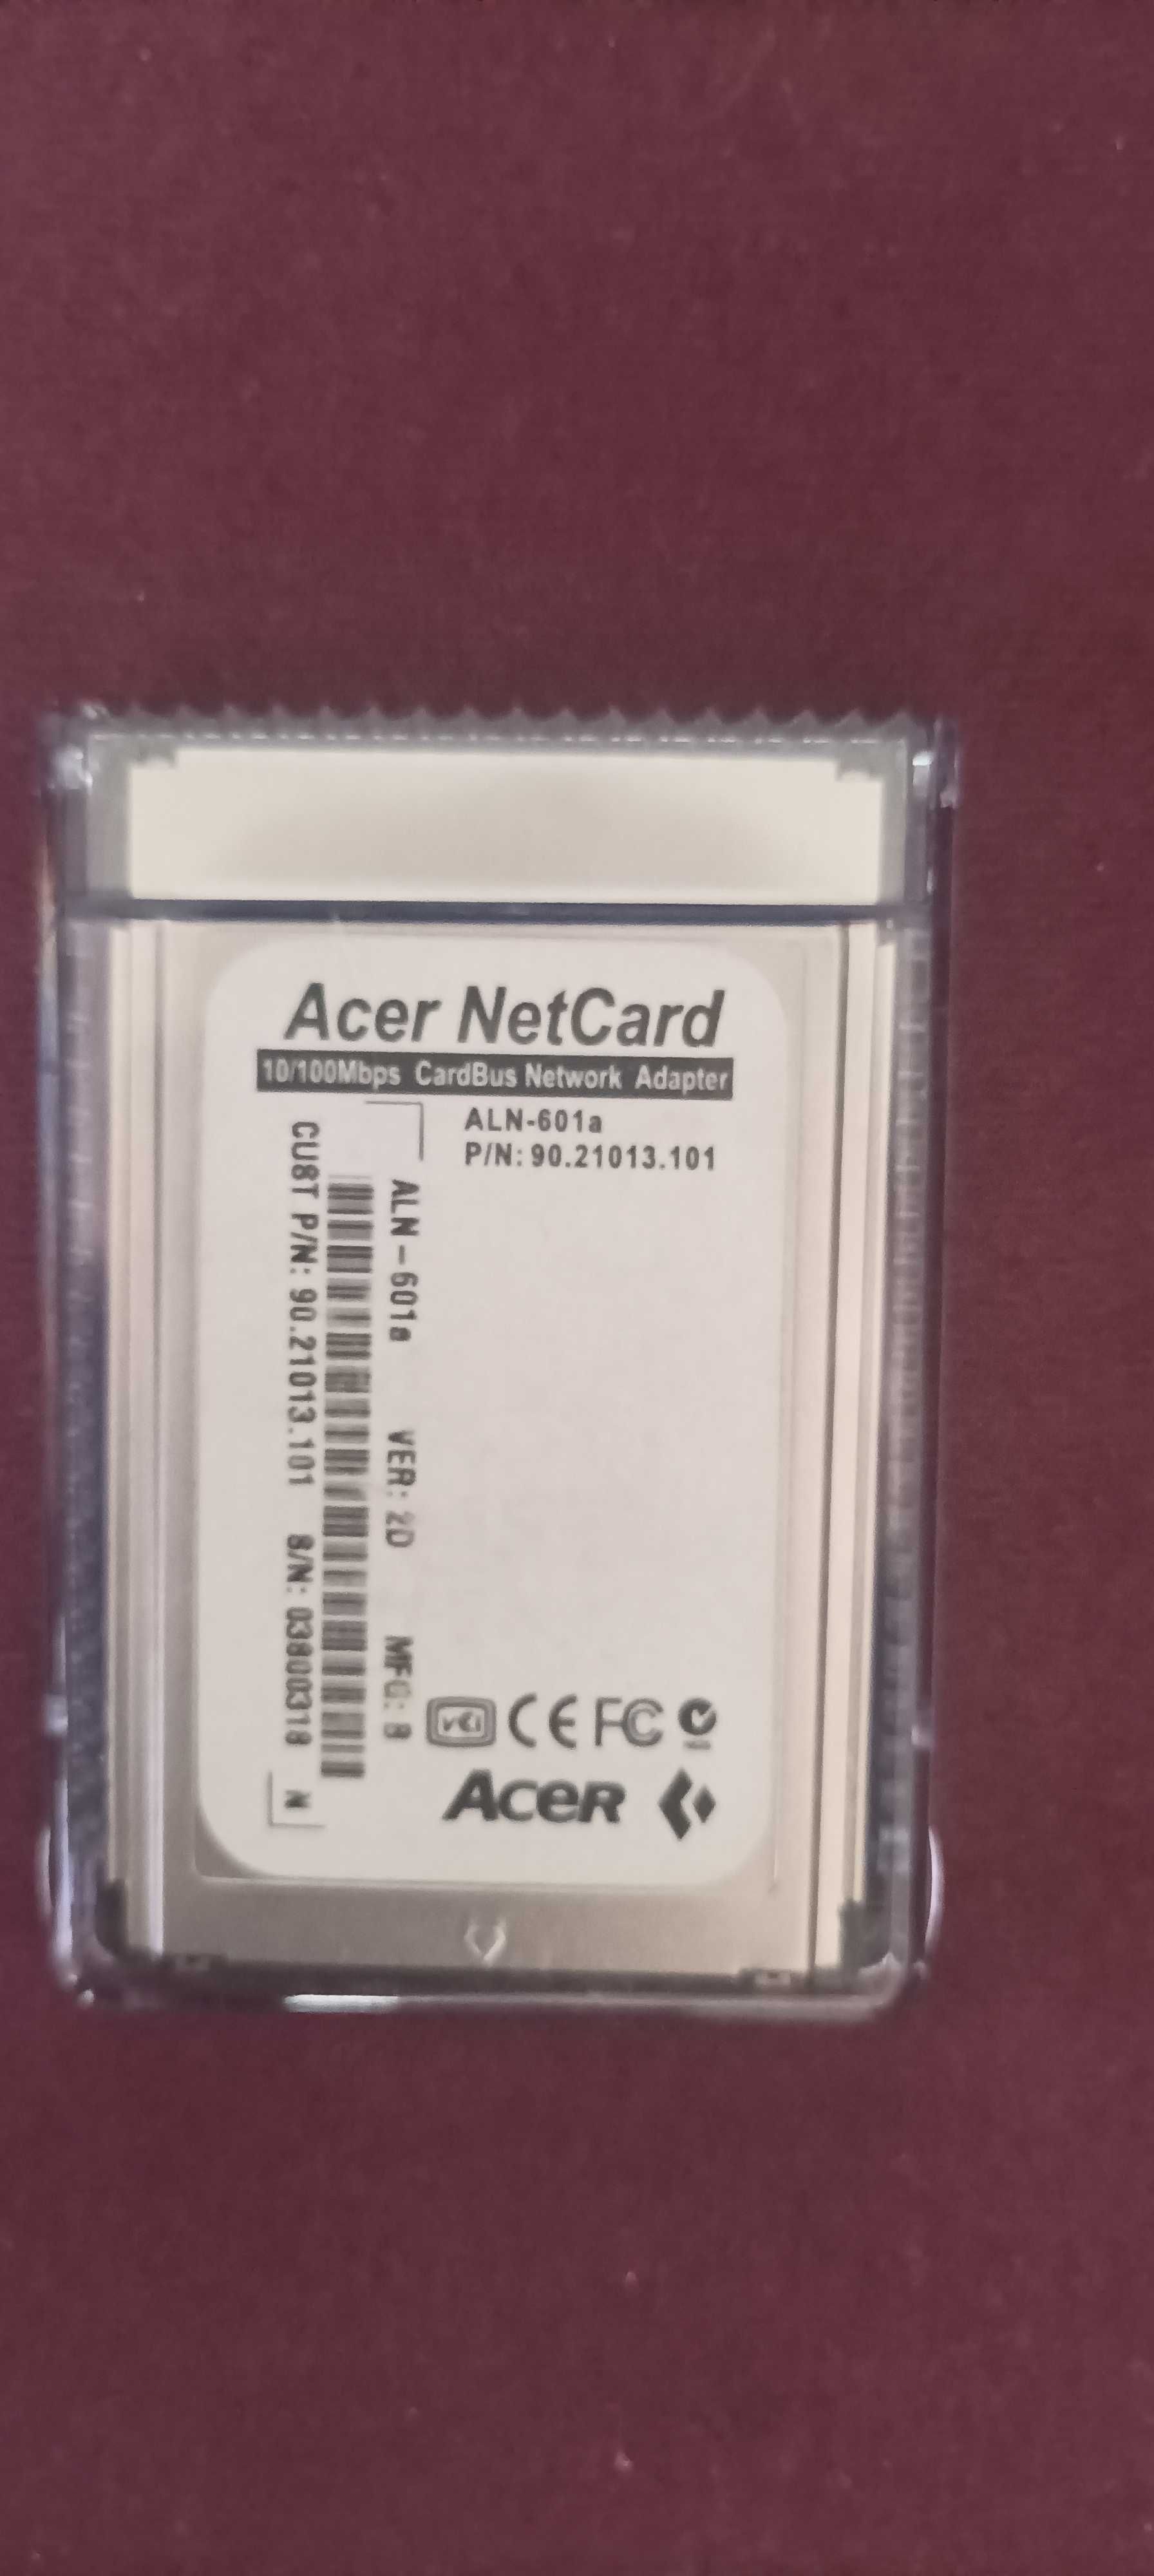 Acer NetCard
10/100Mbps CardBus Network Adapter
ALN-601a
P/N: 90.21013.101
ALN-601a VER: 2D MFG: B
CUST P/N: 90.21013.101 S/N: 03800318
N
VCI
CE FC
Acer